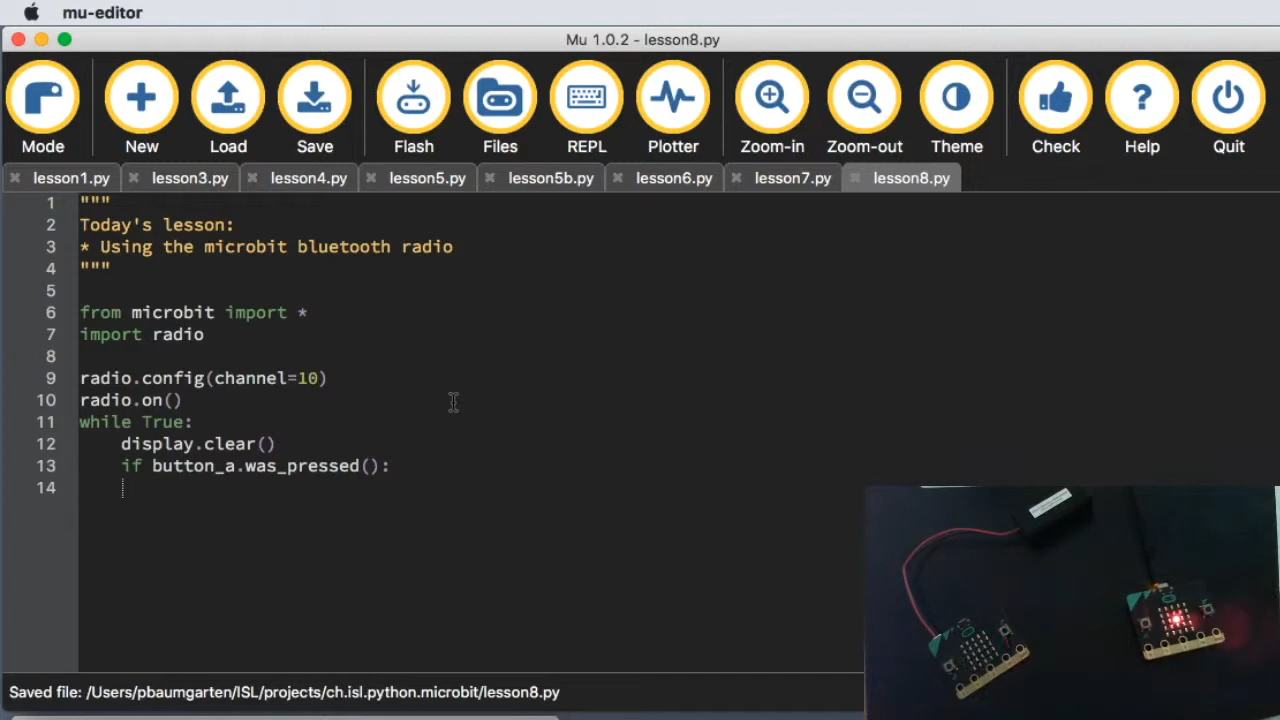 mu-editor
Mu 1.0.2 - lesson8.py
Mode New Load Save Flash Files REPL Plotter Zoom-in Zoom-out Theme Check Help Quit
lesson1.py lesson3.py lesson4.py lesson5.py lesson5b.py lesson6.py lesson7.py lesson8.py
1 """
2 Today's lesson:
3 * Using the microbit bluetooth radio
4 """
5
6 from microbit import *
7 import radio
8
9 radio.config(channel=10)
10 radio.on()
11 while True:
12 display.clear()
13 if button_a.was_pressed():
14
Saved file: /Users/pbaumgarten/ISL/projects/ch.isl.python.microbit/lesson8.py